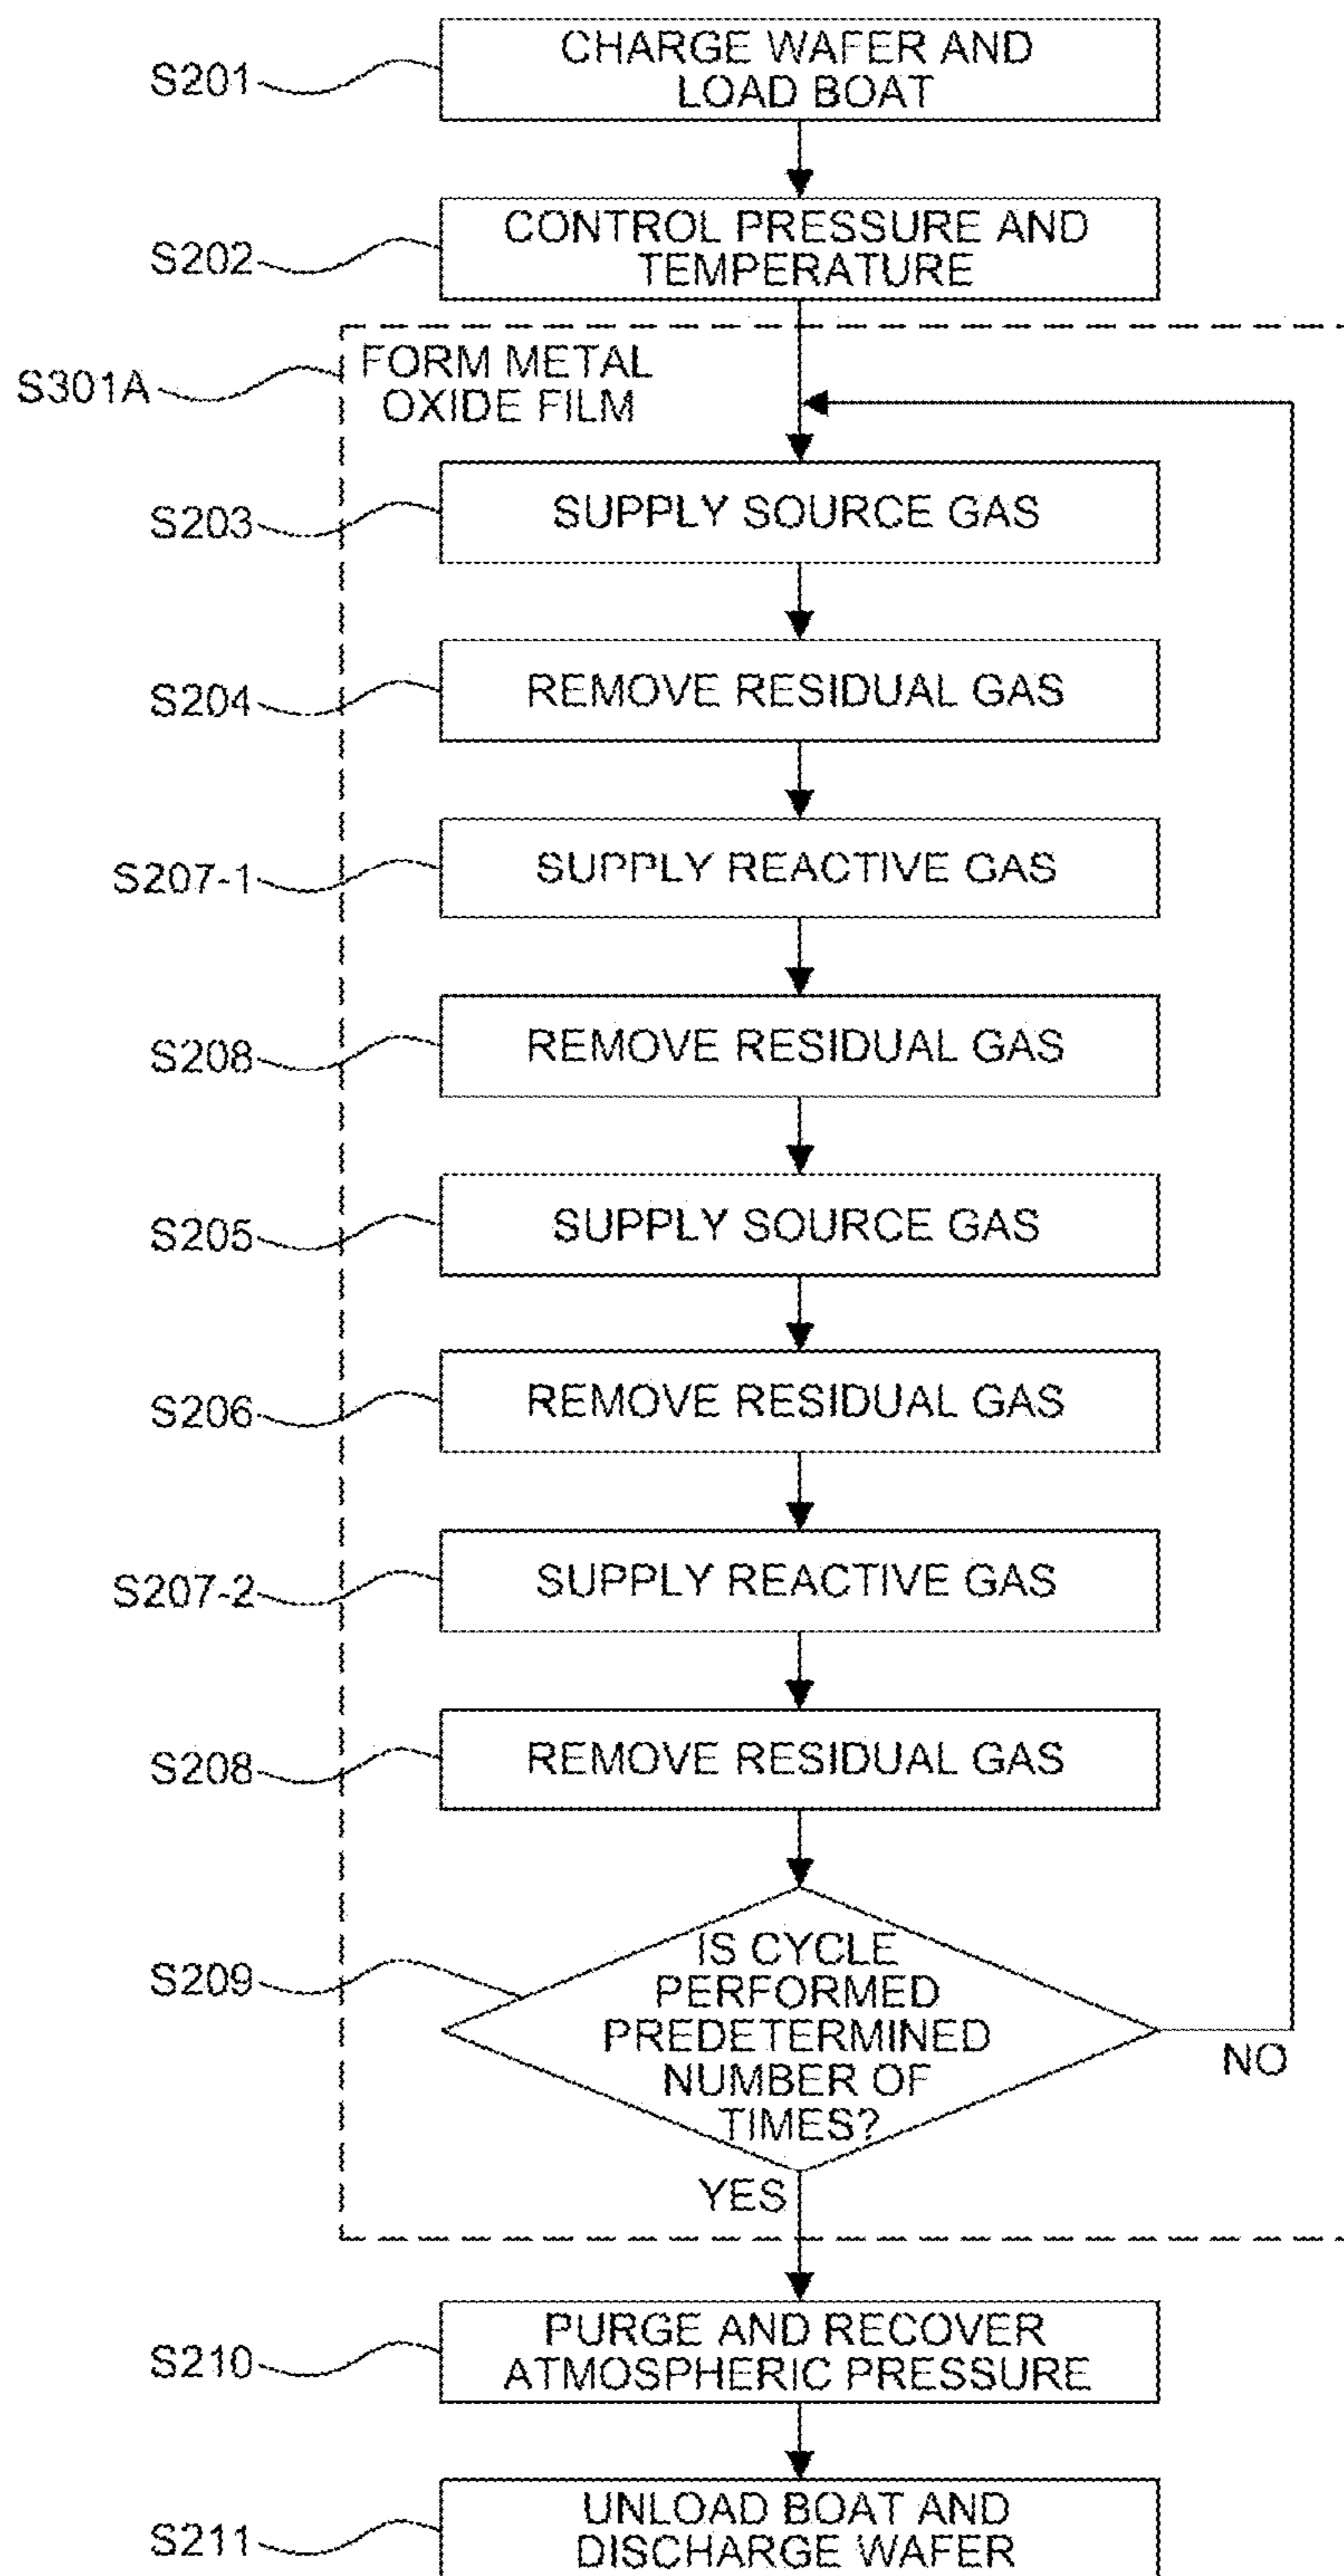 S201
CHARGE WAFER AND
LOAD BOAT
S202
CONTROL PRESSURE AND
TEMPERATURE
S301A
FORM METAL
OXIDE FILM
S203
SUPPLY SOURCE GAS
S204
REMOVE RESIDUAL GAS
S207-1
SUPPLY REACTIVE GAS
S208
REMOVE RESIDUAL GAS
S205
SUPPLY SOURCE GAS
S206
REMOVE RESIDUAL GAS
S207-2
SUPPLY REACTIVE GAS
S208
REMOVE RESIDUAL GAS
S209
IS CYCLE
PERFORMED
PREDETERMINED
NUMBER OF
TIMES?
NO
YES
S210
PURGE AND RECOVER
ATMOSPHERIC PRESSURE
S211
UNLOAD BOAT AND
DISCHARGE WAFER